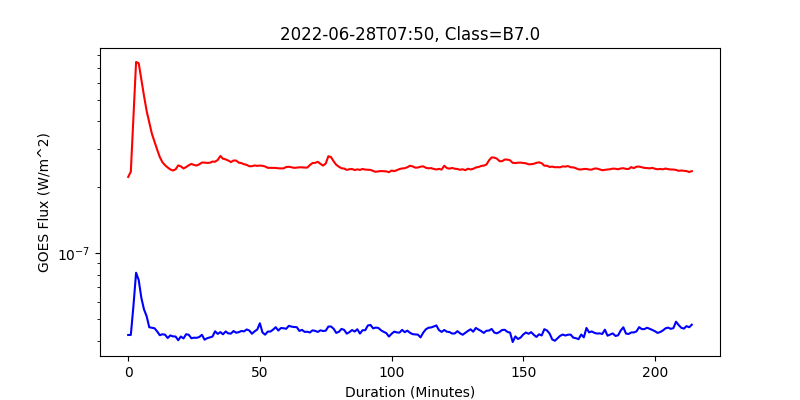 2022-06-28T07:50, Class=B7.0
GOES Flux (W/m^2)
10⁻⁷
0 50 100 150 200
Duration (Minutes)